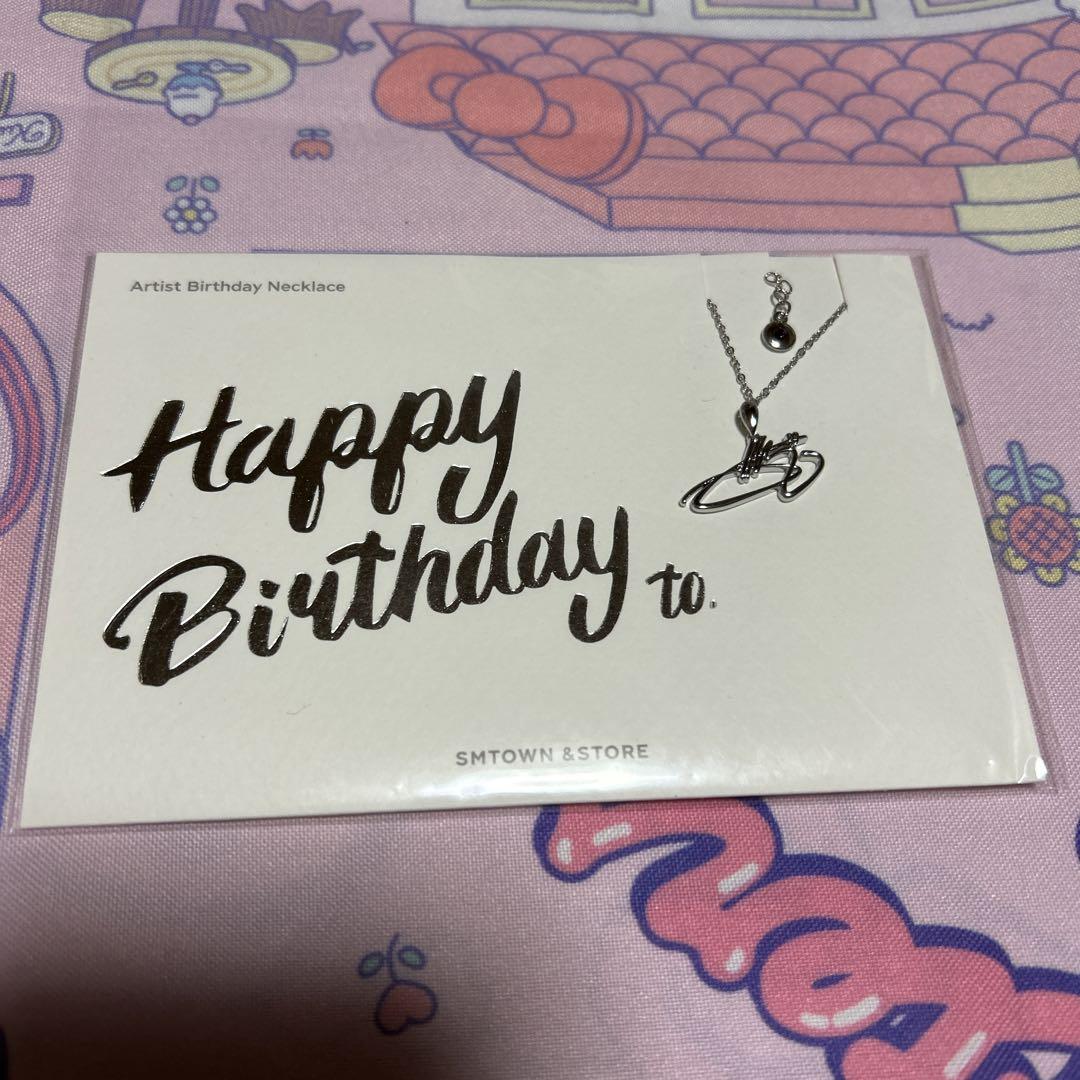 Artist Birthday Necklace
Happy
Birthday to.
SMTOWN &STORE